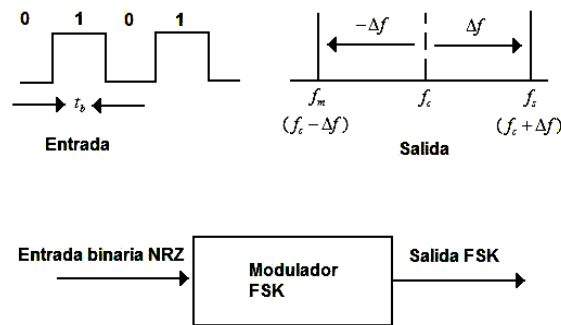 0 1 0 1
-Δf Δf
t_b
f_m f_c f_s
(f_c - Δf) (f_c + Δf)
Entrada
Salida
Entrada binaria NRZ
Modulador
FSK
Salida FSK